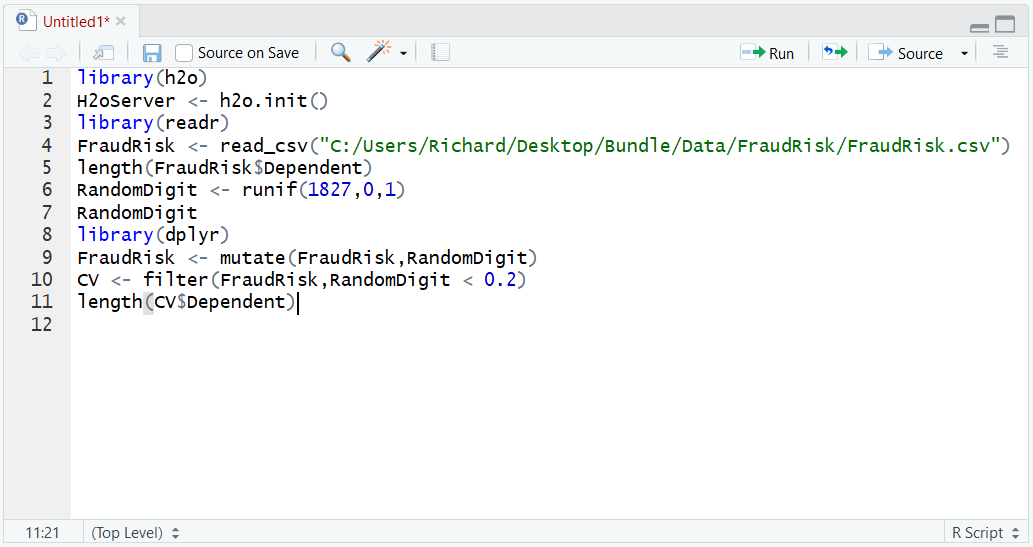 Untitled1*
Source on Save Run Source
1 library(h2o)
2 H2oServer <- h2o.init()
3 library(readr)
4 FraudRisk <- read_csv("C:/Users/Richard/Desktop/Bundle/Data/FraudRisk/FraudRisk.csv")
5 length(FraudRisk$Dependent)
6 RandomDigit <- runif(1827,0,1)
7 RandomDigit
8 library(dplyr)
9 FraudRisk <- mutate(FraudRisk,RandomDigit)
10 CV <- filter(FraudRisk,RandomDigit < 0.2)
11 length(CV$Dependent)
12
11:21 (Top Level) R Script